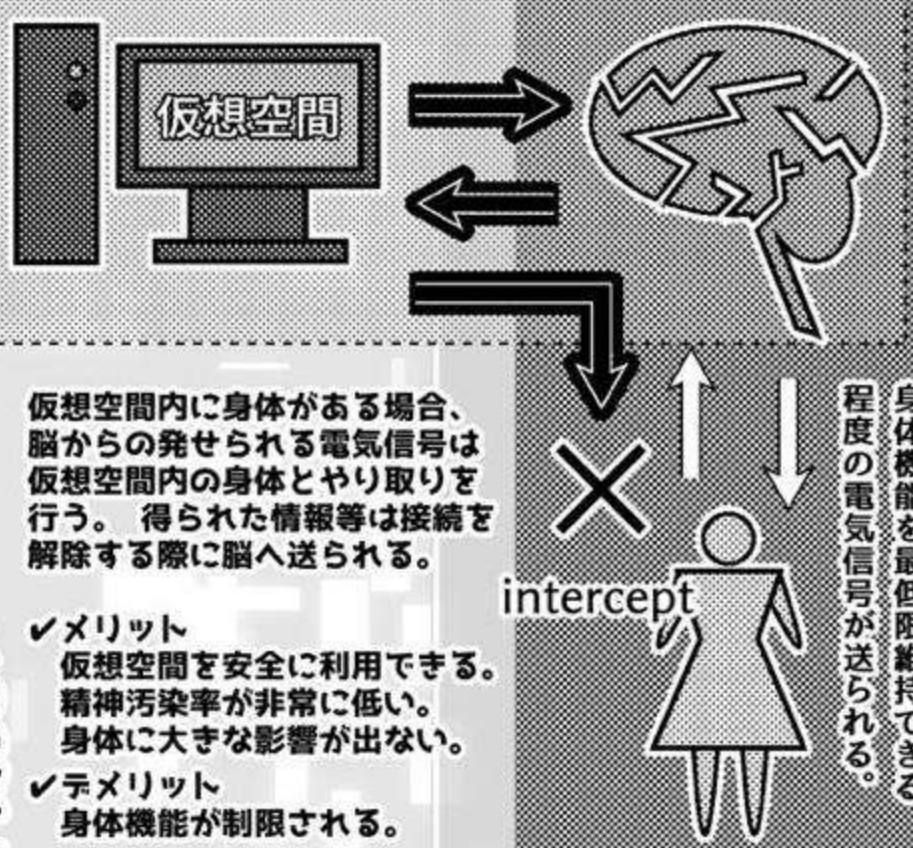 仮想空間
仮想空間内に身体がある場合、
脳からの発せられる電気信号は
仮想空間内の身体とやり取りを
行う。 得られた情報等は接続を
解除する際に脳へ送られる。
✔メリット
仮想空間を安全に利用できる。
精神汚染率が非常に低い。
身体に大きな影響が出ない。
✔デメリット
身体機能が制限される。
intercept
身体機能を最低限維持できる
程度の電気信号が送られる。